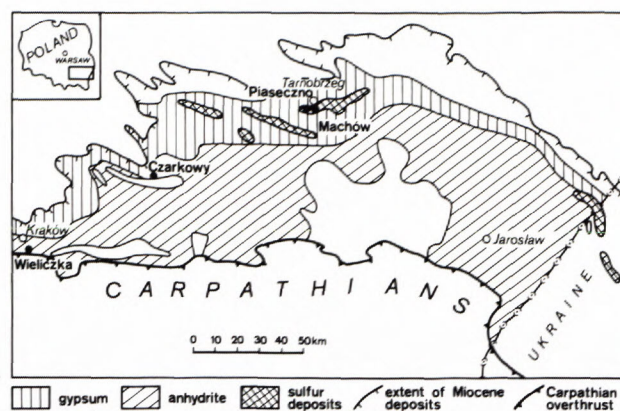 POLAND
WARSAW
Tarnobrzeg
Piaseczno
Machów
Czarkowy
Kraków
Wieliczka
Jarosław
CARPATHIANS
UKRAINE
0 10 20 30 40 50km
gypsum
anhydrite
sulfur deposits
extent of Miocene deposits
Carpathian overthrust